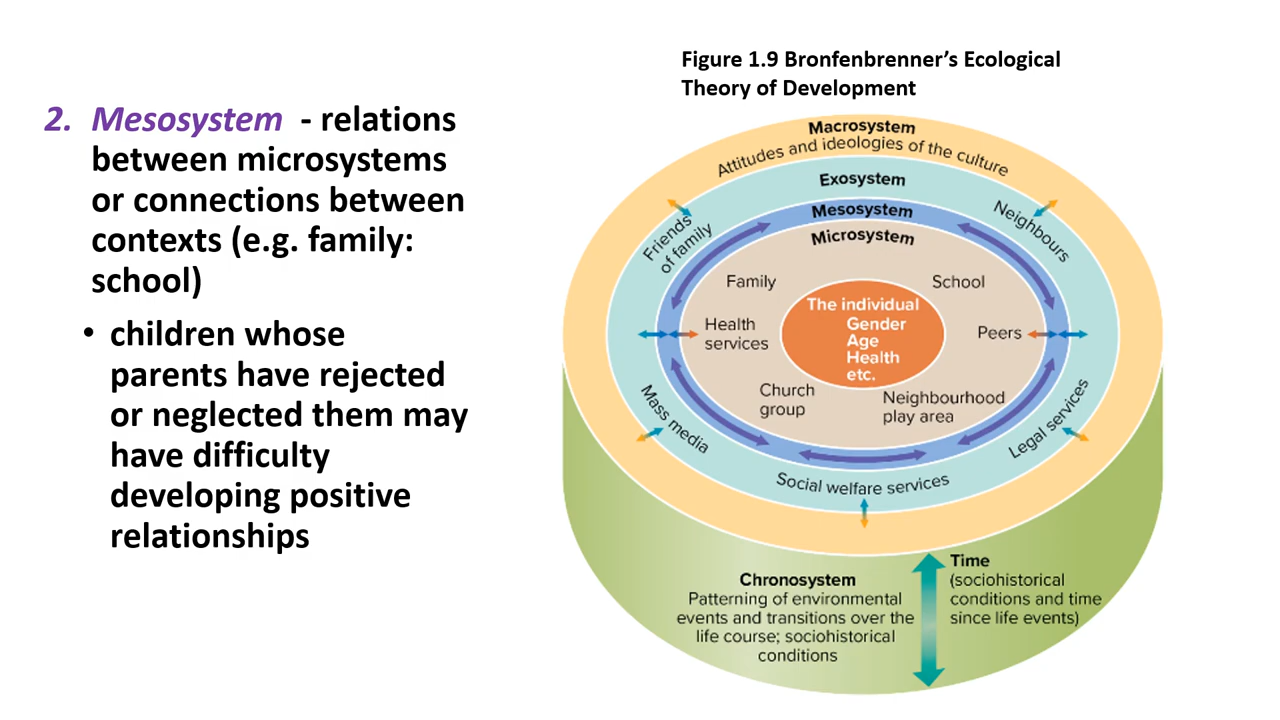 2. Mesosystem - relations
between microsystems
or connections between
contexts (e.g. family:
school)
• children whose
parents have rejected
or neglected them may
have difficulty
developing positive
relationships
Figure 1.9 Bronfenbrenner’s Ecological
Theory of Development
Macrosystem
Attitudes and ideologies of the culture
Exosystem
Mesosystem
Microsystem
Friends
of family
Neighbours
Family
School
The individual
Gender
Age
Health
etc.
Health
services
Peers
Church
group
Neighbourhood
play area
Mass media
Legal services
Social welfare services
Chronosystem
Patterning of environmental
events and transitions over the
life course; sociohistorical
conditions
Time
(sociohistorical
conditions and time
since life events)